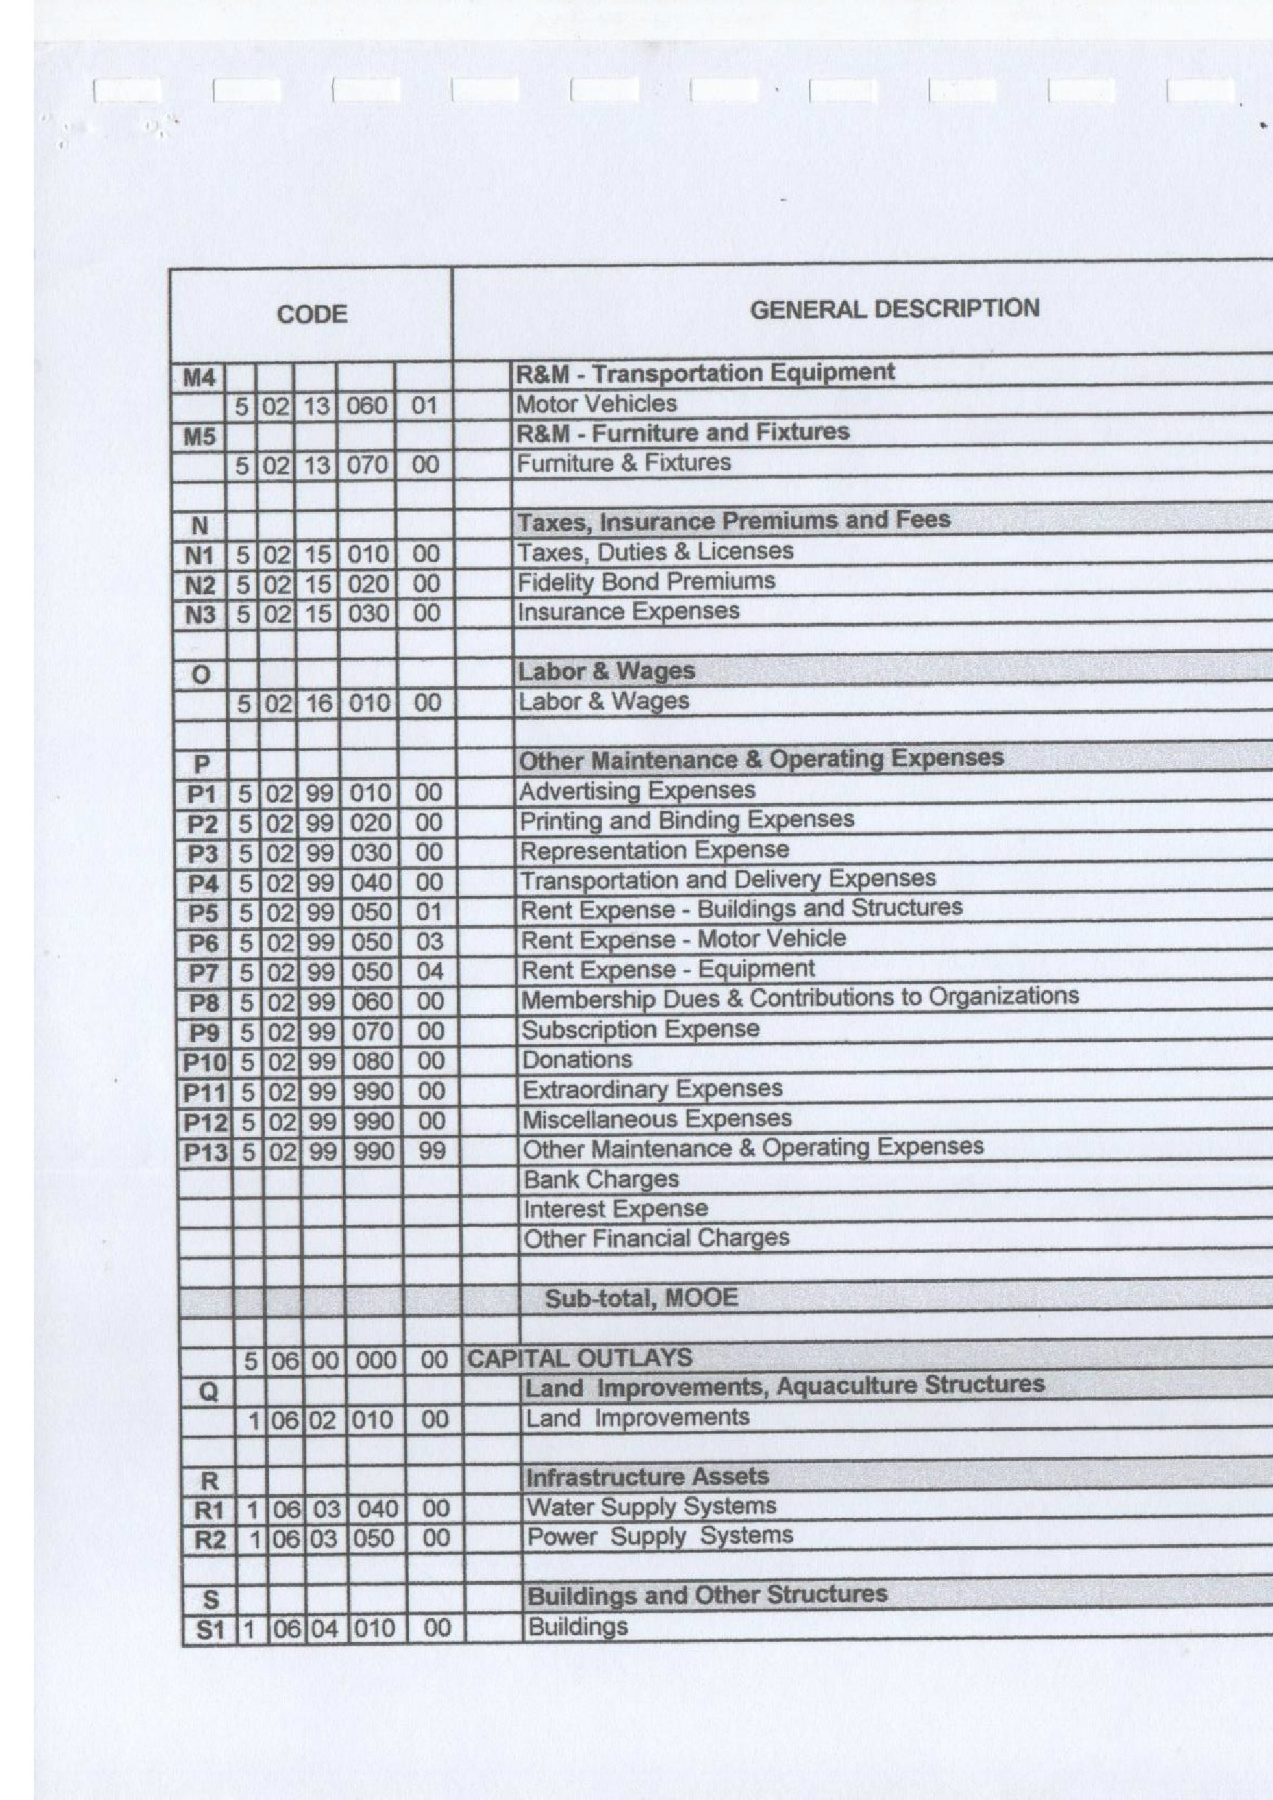 CODE GENERAL DESCRIPTION
M4 R&M - Transportation Equipment
5 02 13 060 01 Motor Vehicles
M5 R&M - Furniture and Fixtures
5 02 13 070 00 Furniture & Fixtures
N Taxes, Insurance Premiums and Fees
N1 5 02 15 010 00 Taxes, Duties & Licenses
N2 5 02 15 020 00 Fidelity Bond Premiums
N3 5 02 15 030 00 Insurance Expenses
O Labor & Wages
5 02 16 010 00 Labor & Wages
P Other Maintenance & Operating Expenses
P1 5 02 99 010 00 Advertising Expenses
P2 5 02 99 020 00 Printing and Binding Expenses
P3 5 02 99 030 00 Representation Expense
P4 5 02 99 040 00 Transportation and Delivery Expenses
P5 5 02 99 050 01 Rent Expense - Buildings and Structures
P6 5 02 99 050 03 Rent Expense - Motor Vehicle
P7 5 02 99 050 04 Rent Expense - Equipment
P8 5 02 99 060 00 Membership Dues & Contributions to Organizations
P9 5 02 99 070 00 Subscription Expense
P10 5 02 99 080 00 Donations
P11 5 02 99 990 00 Extraordinary Expenses
P12 5 02 99 990 00 Miscellaneous Expenses
P13 5 02 99 990 99 Other Maintenance & Operating Expenses
Bank Charges
Interest Expense
Other Financial Charges
Sub-total, MOOE
5 06 00 000 00 CAPITAL OUTLAYS
Q Land Improvements, Aquaculture Structures
1 06 02 010 00 Land Improvements
R Infrastructure Assets
R1 1 06 03 040 00 Water Supply Systems
R2 1 06 03 050 00 Power Supply Systems
S Buildings and Other Structures
S1 1 06 04 010 00 Buildings